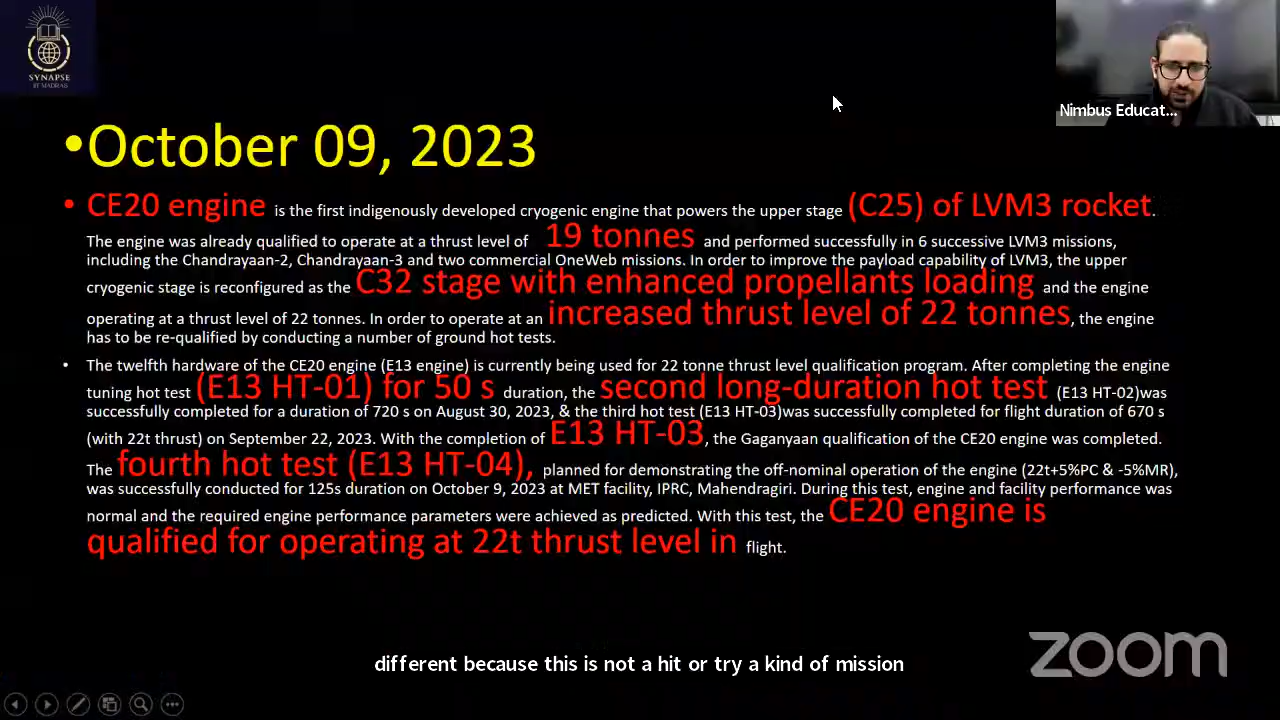 SYNAPSE
IIT MADRAS
Nimbus Educat...
•October 09, 2023
• CE20 engine is the first indigenously developed cryogenic engine that powers the upper stage (C25) of LVM3 rocket.
The engine was already qualified to operate at a thrust level of 19 tonnes and performed successfully in 6 successive LVM3 missions,
including the Chandrayaan-2, Chandrayaan-3 and two commercial OneWeb missions. In order to improve the payload capability of LVM3, the upper
cryogenic stage is reconfigured as the C32 stage with enhanced propellants loading and the engine
operating at a thrust level of 22 tonnes. In order to operate at an increased thrust level of 22 tonnes, the engine
has to be re-qualified by conducting a number of ground hot tests.
• The twelfth hardware of the CE20 engine (E13 engine) is currently being used for 22 tonne thrust level qualification program. After completing the engine
tuning hot test (E13 HT-01) for 50 s duration, the second long-duration hot test (E13 HT-02)was
successfully completed for a duration of 720 s on August 30, 2023, & the third hot test (E13 HT-03)was successfully completed for flight duration of 670 s
(with 22t thrust) on September 22, 2023. With the completion of E13 HT-03, the Gaganyaan qualification of the CE20 engine was completed.
The fourth hot test (E13 HT-04), planned for demonstrating the off-nominal operation of the engine (22t+5%PC & -5%MR),
was successfully conducted for 125s duration on October 9, 2023 at MET facility, IPRC, Mahendragiri. During this test, engine and facility performance was
normal and the required engine performance parameters were achieved as predicted. With this test, the CE20 engine is
qualified for operating at 22t thrust level in flight.
different because this is not a hit or try a kind of mission
zoom